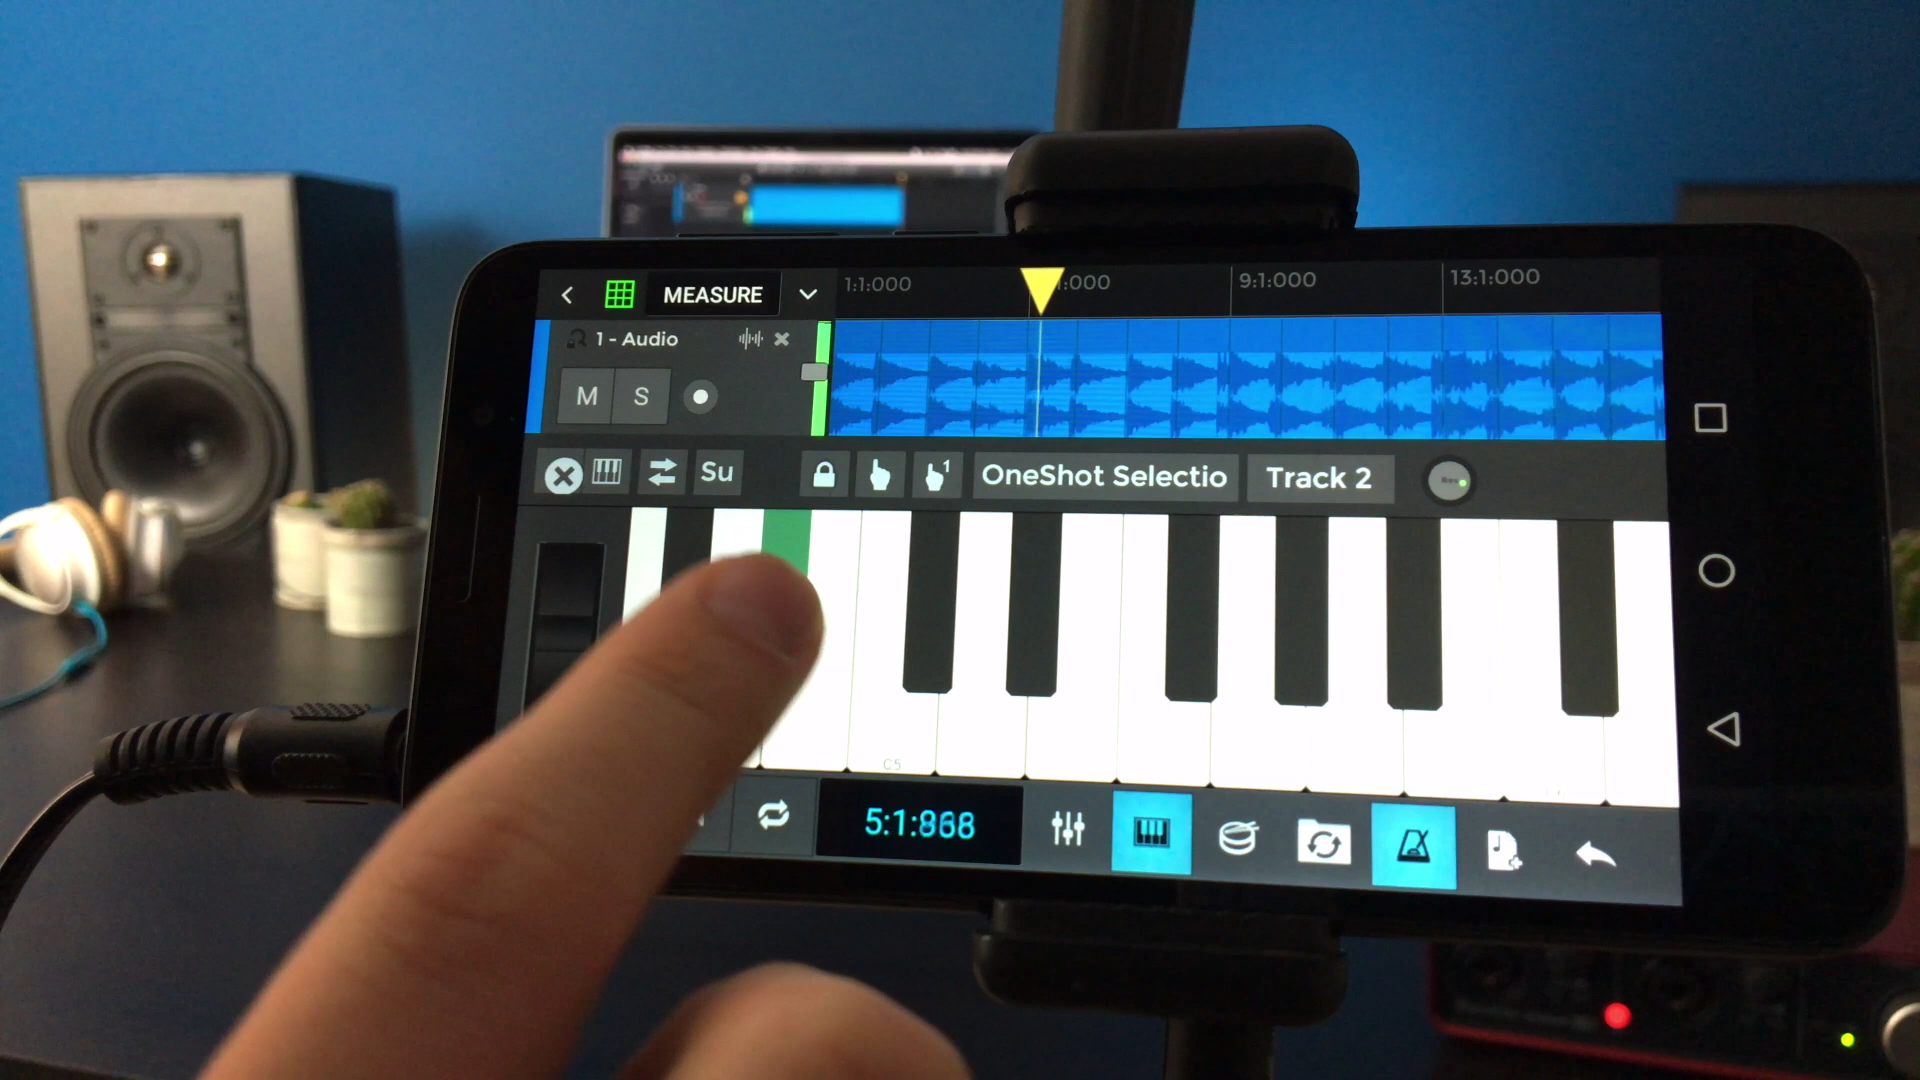 MEASURE
1:1:000
:000
9:1:000
13:1:000
1 - Audio
M S
Su
1
OneShot Selectio
Track 2
C5
5:1:868